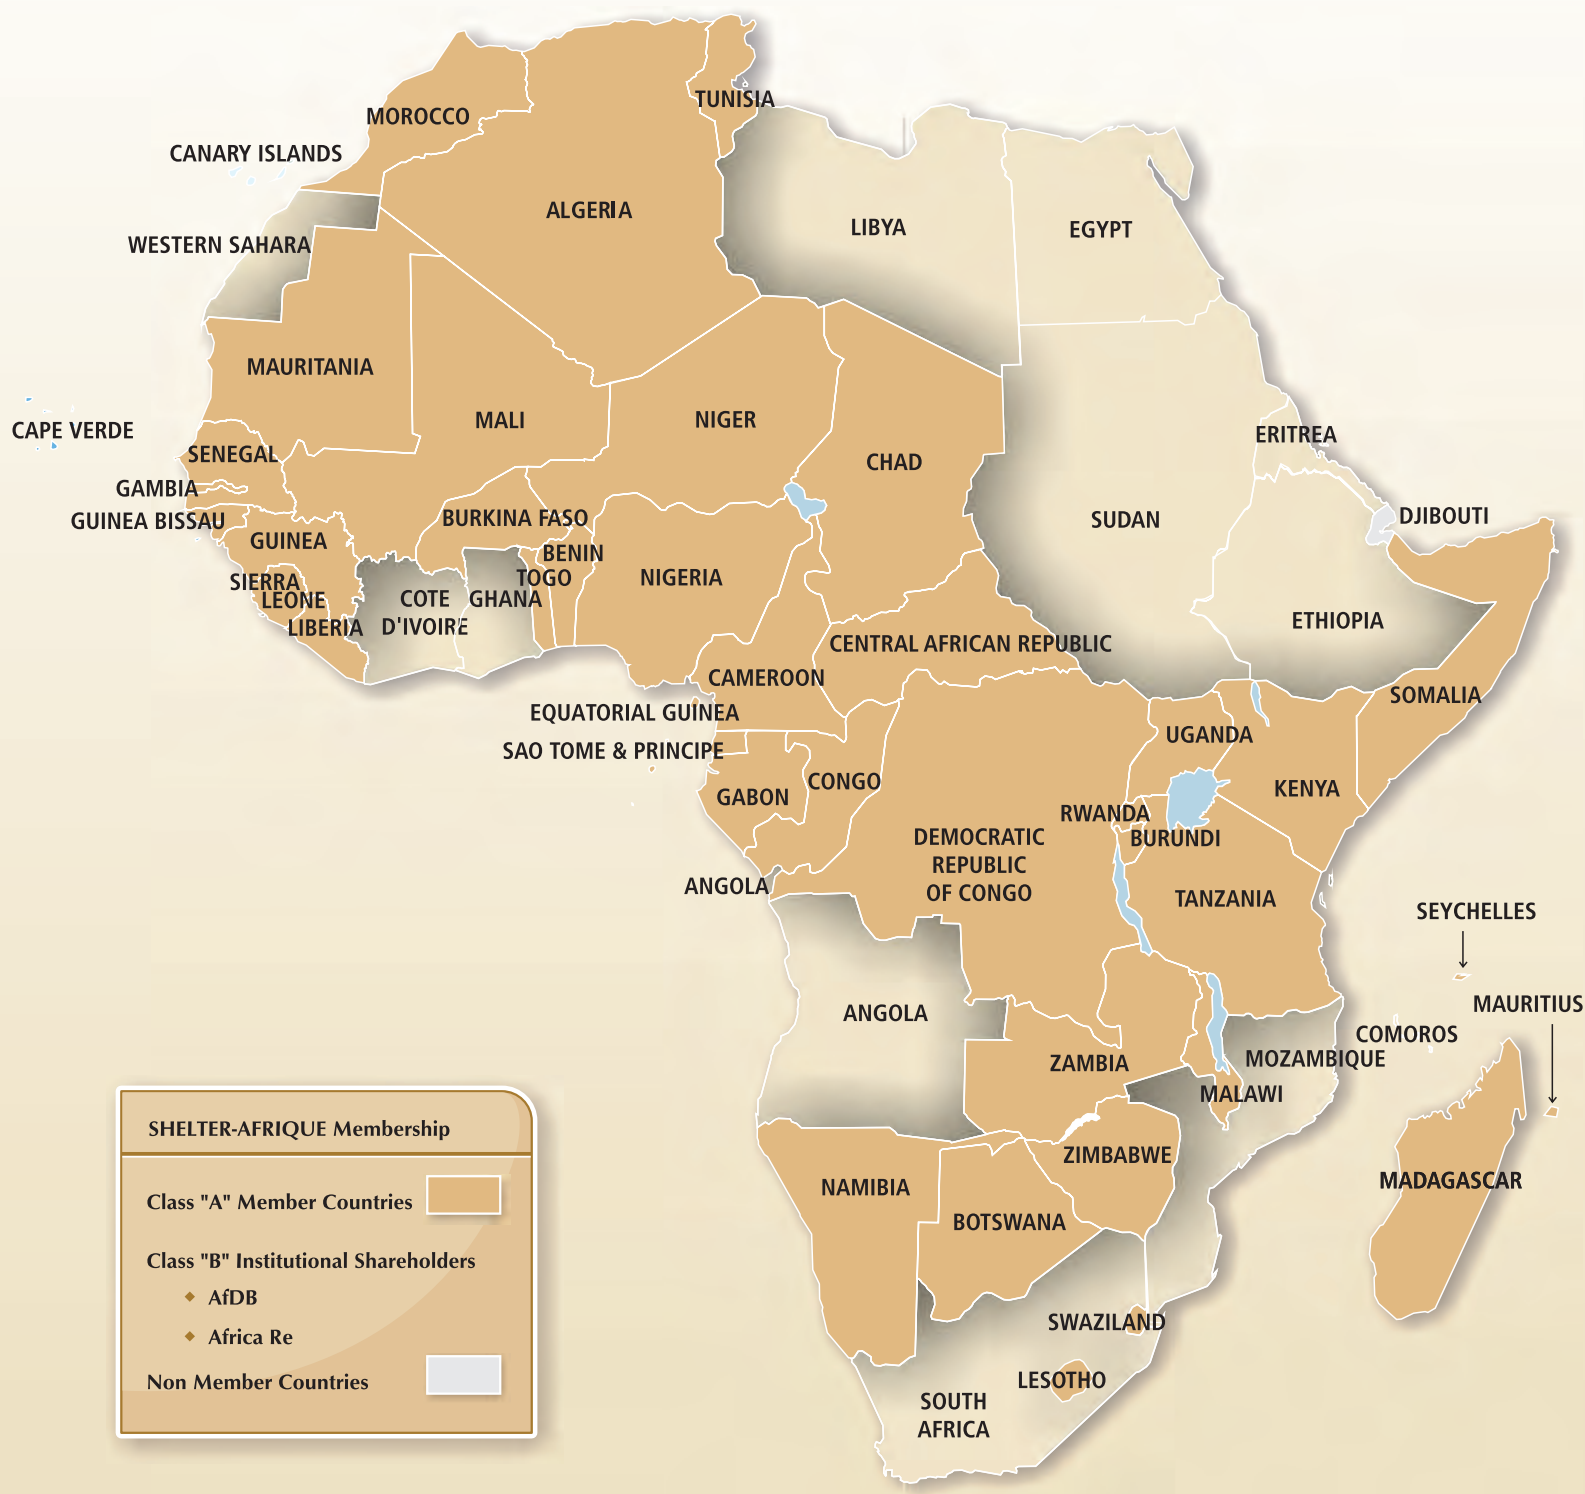 MOROCCO
TUNISIA
CANARY ISLANDS
ALGERIA
LIBYA
EGYPT
WESTERN SAHARA
MAURITANIA
MALI
NIGER
CHAD
SUDAN
ERITREA
CAPE VERDE
SENEGAL
GAMBIA
GUINEA BISSAU
GUINEA
BURKINA FASO
BENIN
TOGO
NIGERIA
DJIBOUTI
SIERRA
LEONE
LIBERIA
COTE
D'IVOIRE
GHANA
ETHIOPIA
CENTRAL AFRICAN REPUBLIC
CAMEROON
SOMALIA
EQUATORIAL GUINEA
SAO TOME & PRINCIPE
UGANDA
GABON
CONGO
KENYA
RWANDA
BURUNDI
DEMOCRATIC
REPUBLIC
OF CONGO
ANGOLA
TANZANIA
SEYCHELLES
MAURITIUS
ANGOLA
COMOROS
ZAMBIA
MOZAMBIQUE
MALAWI
ZIMBABWE
MADAGASCAR
NAMIBIA
BOTSWANA
SWAZILAND
LESOTHO
SOUTH
AFRICA
SHELTER-AFRIQUE Membership
Class "A" Member Countries
Class "B" Institutional Shareholders
◆ AfDB
◆ Africa Re
Non Member Countries